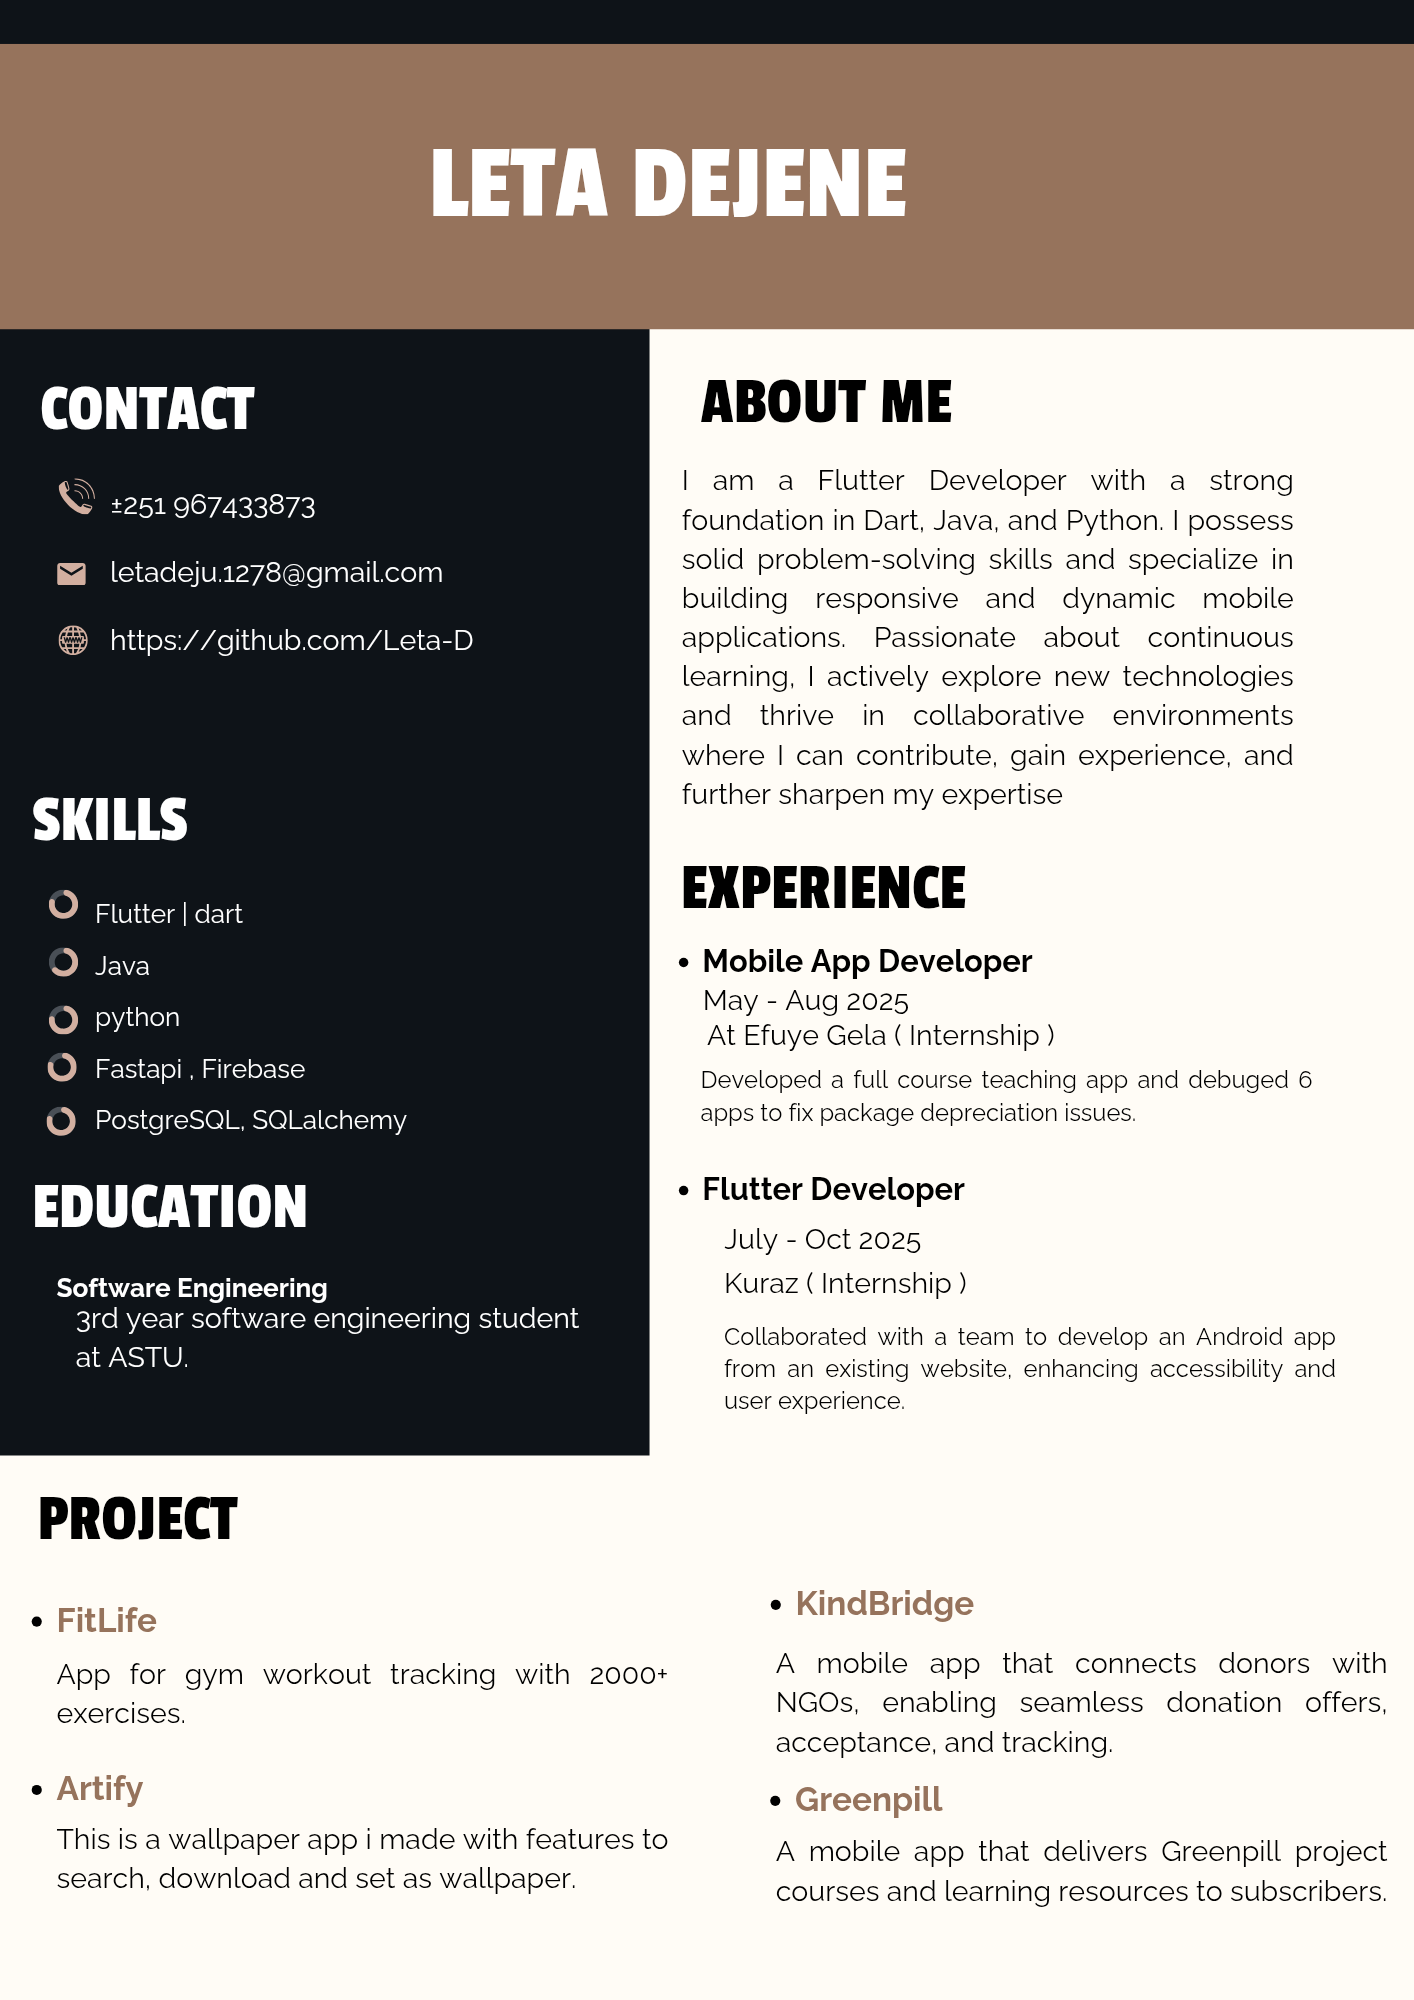 LETA DEJENE
CONTACT
±251 967433873
letadeju.1278@gmail.com
https://github.com/Leta-D
SKILLS
Flutter | dart
Java
python
Fastapi , Firebase
PostgreSQL, SQLalchemy
EDUCATION
Software Engineering
3rd year software engineering student
at ASTU.
ABOUT ME
I am a Flutter Developer with a strong
foundation in Dart, Java, and Python. I possess
solid problem-solving skills and specialize in
building responsive and dynamic mobile
applications. Passionate about continuous
learning, I actively explore new technologies
and thrive in collaborative environments
where I can contribute, gain experience, and
further sharpen my expertise
EXPERIENCE
• Mobile App Developer
May - Aug 2025
At Efuye Gela ( Internship )
Developed a full course teaching app and debuged 6
apps to fix package depreciation issues.
• Flutter Developer
July - Oct 2025
Kuraz ( Internship )
Collaborated with a team to develop an Android app
from an existing website, enhancing accessibility and
user experience.
PROJECT
• FitLife
App for gym workout tracking with 2000+
exercises.
• Artify
This is a wallpaper app i made with features to
search, download and set as wallpaper.
• KindBridge
A mobile app that connects donors with
NGOs, enabling seamless donation offers,
acceptance, and tracking.
• Greenpill
A mobile app that delivers Greenpill project
courses and learning resources to subscribers.